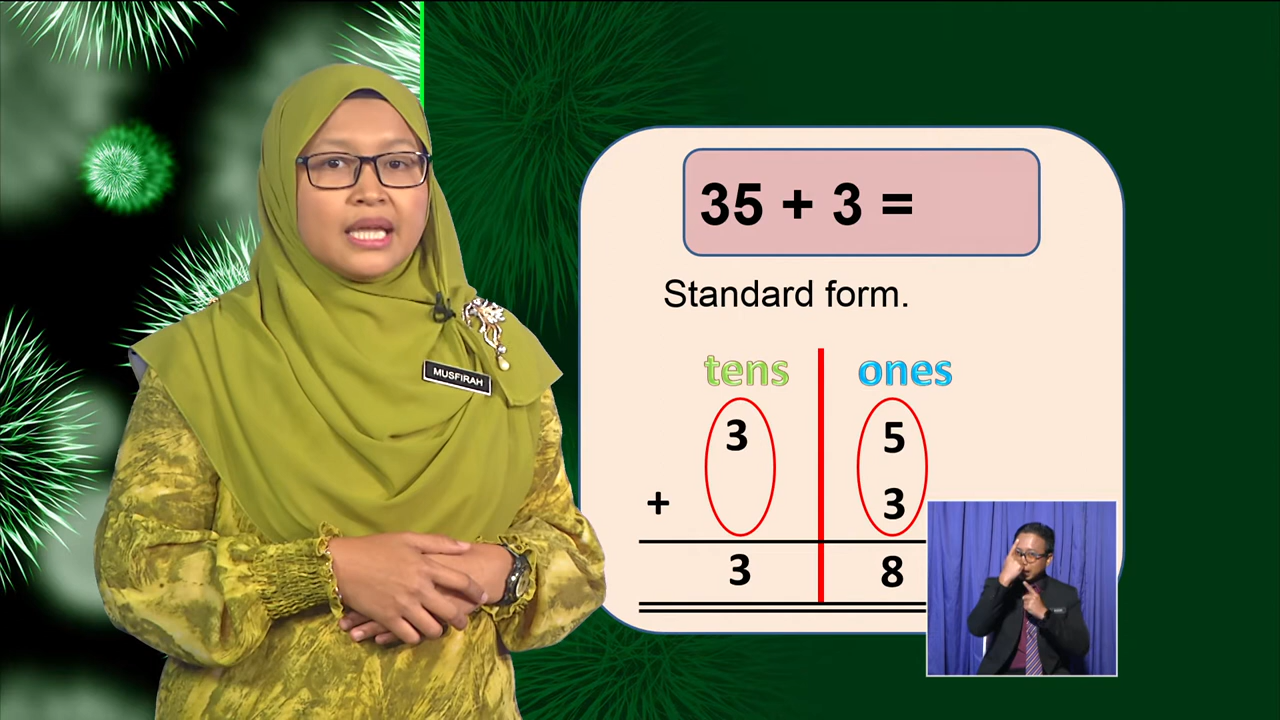 35 + 3 =
Standard form.
tens ones
3 5
+ 3
3 8
MUSFIRAH